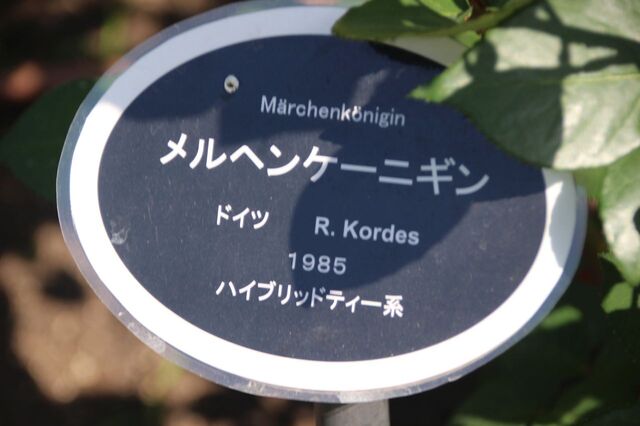 Märchenkönigin
メルヘンケーニギン
ドイツ R. Kordes
1985
ハイブリッドティー系